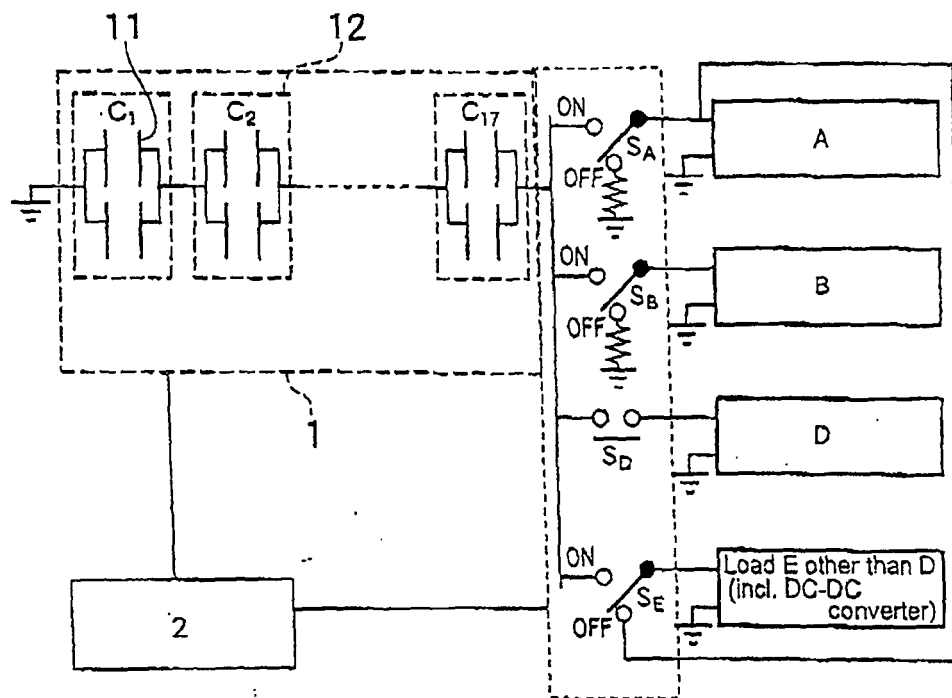 11
12
C1
C2
C17
ON
SA
OFF
A
ON
SB
OFF
B
SD
D
1
ON
SE
OFF
Load E other than D
(incl. DC-DC
converter)
2